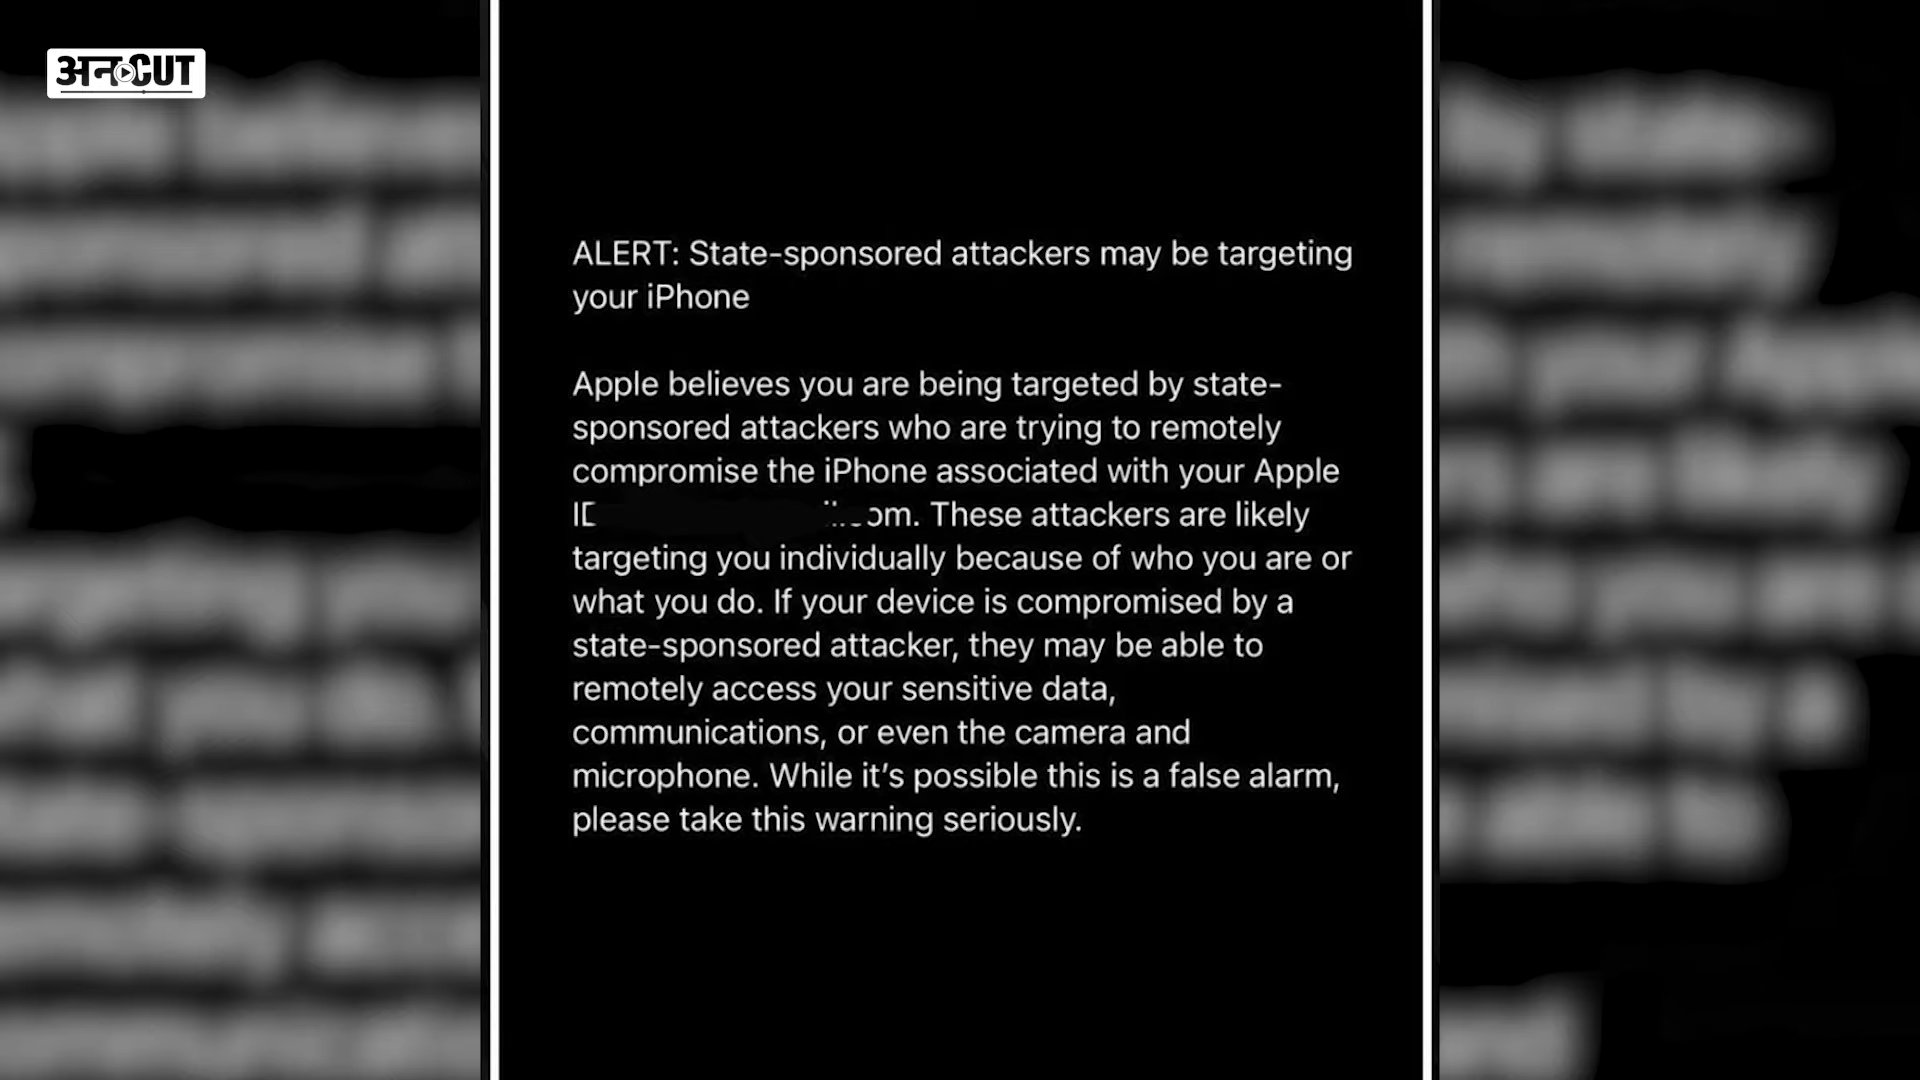 अनCUT
ALERT: State-sponsored attackers may be targeting
your iPhone
Apple believes you are being targeted by state-
sponsored attackers who are trying to remotely
compromise the iPhone associated with your Apple
ID om. These attackers are likely
targeting you individually because of who you are or
what you do. If your device is compromised by a
state-sponsored attacker, they may be able to
remotely access your sensitive data,
communications, or even the camera and
microphone. While it’s possible this is a false alarm,
please take this warning seriously.